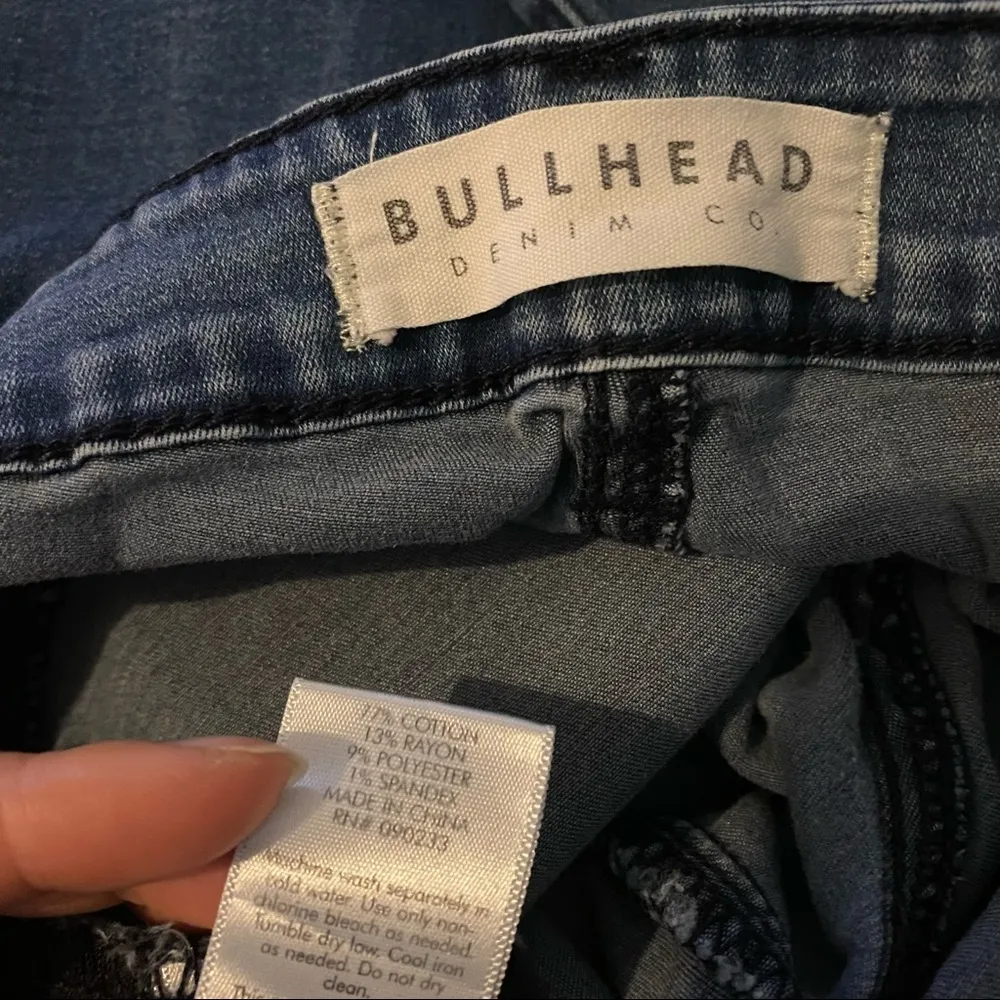 BULLHEAD
DENIM CO.
77% COTTON
13% RAYON
9% POLYESTER
1% SPANDEX
MADE IN CHINA
RN# 090233
Machine wash separately in
cold water. Use only non-
chlorine bleach as needed.
Tumble dry low. Cool iron
as needed. Do not dry
clean.